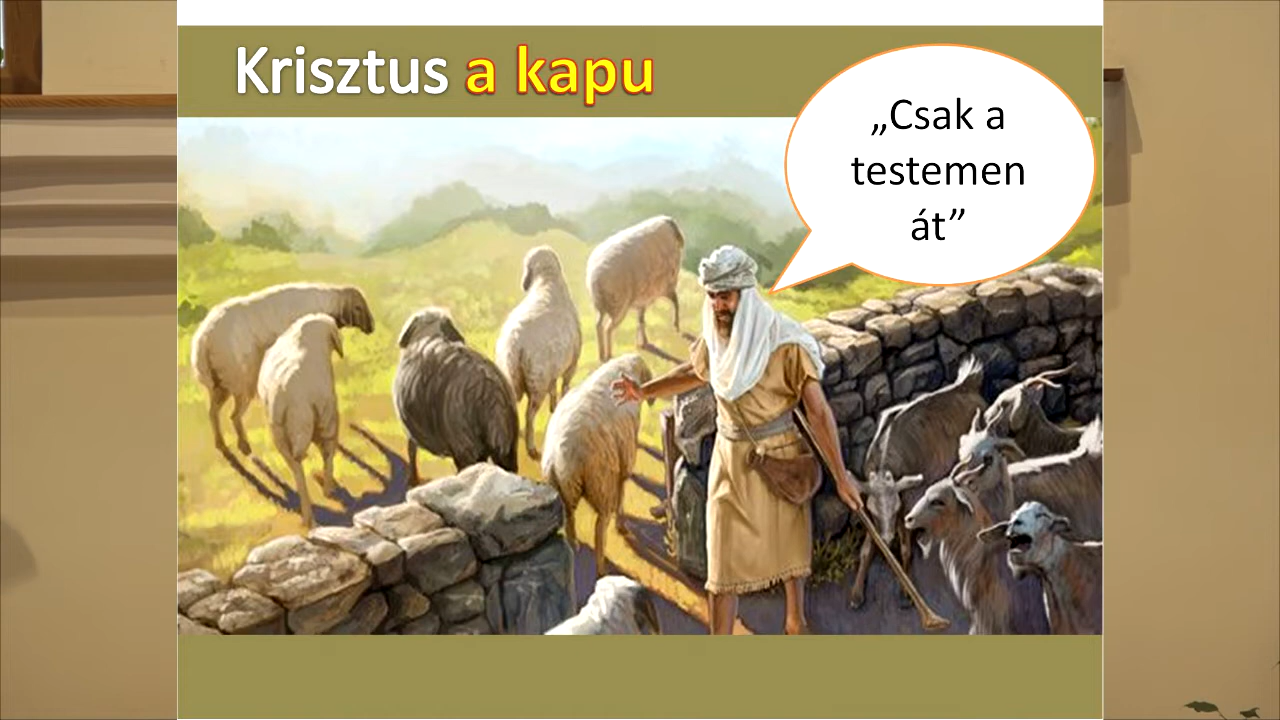 Krisztus a kapu
„Csak a
testemen
át”